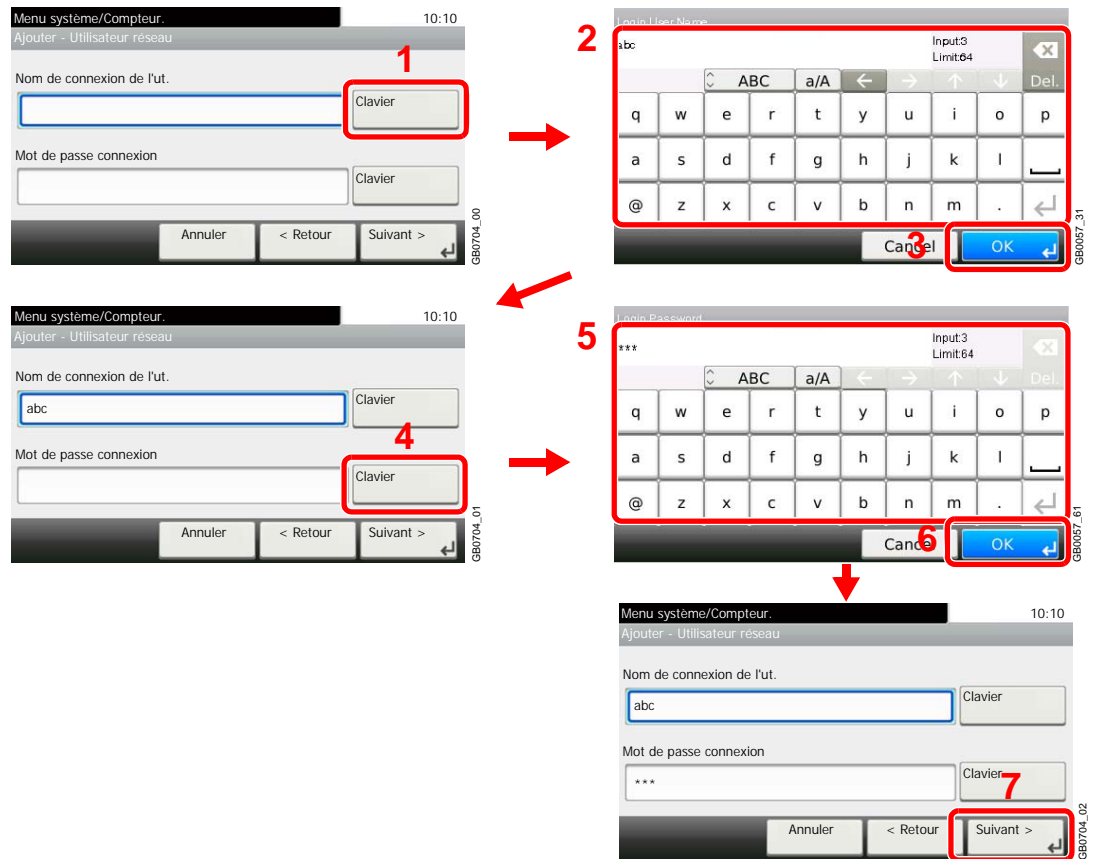 Menu système/Compteur. 10:10
Ajouter - Utilisateur réseau
1
Nom de connexion de l'ut.
Clavier
Mot de passe connexion
Clavier
Annuler < Retour Suivant >
GB0704_00
Login User Name
2
abc Input:3
Limit:64
ABC a/A ← → ↑ ↓ Del.
q w e r t y u i o p
a s d f g h j k l
@ z x c v b n m .
3
Cancel OK
GB0057_31
Menu système/Compteur. 10:10
Ajouter - Utilisateur réseau
Nom de connexion de l'ut.
abc Clavier
4
Mot de passe connexion
Clavier
Annuler < Retour Suivant >
GB0704_01
Login Password
5
*** Input:3
Limit:64
ABC a/A ← → ↑ ↓ Del.
q w e r t y u i o p
a s d f g h j k l
@ z x c v b n m .
6
Cancel OK
GB0057_61
Menu système/Compteur. 10:10
Ajouter - Utilisateur réseau
Nom de connexion de l'ut.
abc Clavier
Mot de passe connexion
*** Clavier
7
Annuler < Retour Suivant >
GB0704_02